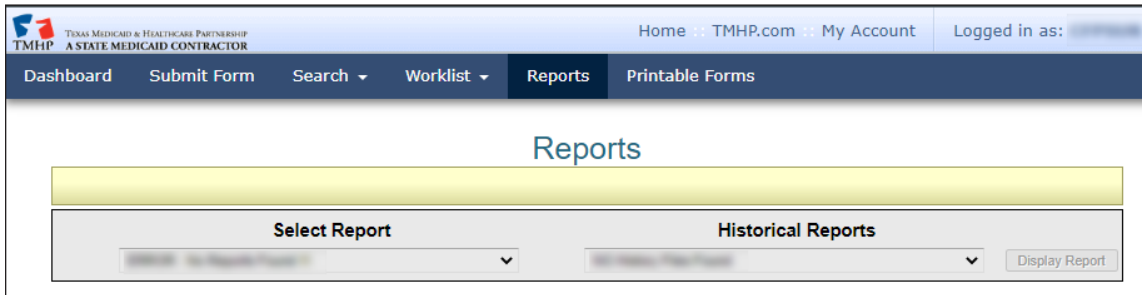 TEXAS MEDICAID & HEALTHCARE PARTNERSHIP
TMHP A STATE MEDICAID CONTRACTOR
Home :: TMHP.com :: My Account Logged in as:
Dashboard Submit Form Search Worklist Reports Printable Forms
Reports
Select Report Historical Reports
Display Report